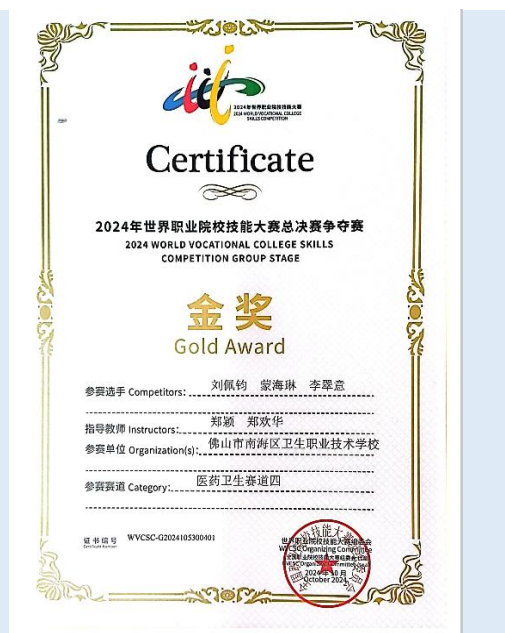 2024年世界职业院校技能大赛
2024 WORLD VOCATIONAL COLLEGE
SKILLS COMPETITION
Certificate
2024年世界职业院校技能大赛总决赛争夺赛
2024 WORLD VOCATIONAL COLLEGE SKILLS
COMPETITION GROUP STAGE
金奖
Gold Award
参赛选手 Competitors: 刘佩钧 蒙海琳 李翠意
指导教师 Instructors: 郑颖 郑欢华
参赛单位 Organization(s): 佛山市南海区卫生职业技术学校
参赛赛道 Category: 医药卫生赛道四
证书编号 WVCSC-G2024105300401
Certificate Number
WVCSC Organizing Committee
2024年10月
October 2024